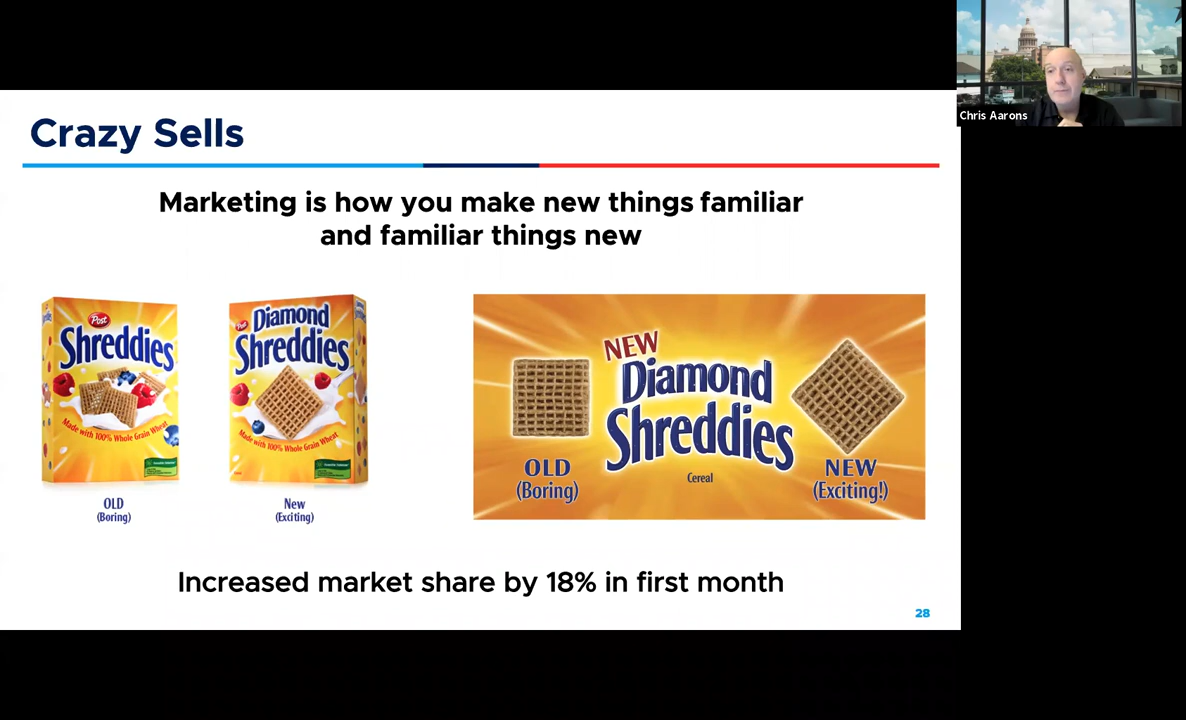 Chris Aarons
Crazy Sells
Marketing is how you make new things familiar
and familiar things new
Post
Shreddies
Made with 100% Whole Grain Wheat
OLD
(Boring)
Post
Diamond
Shreddies
Made with 100% Whole Grain Wheat
New
(Exciting)
NEW
Diamond
Shreddies
Cereal
OLD
(Boring)
NEW
(Exciting!)
Increased market share by 18% in first month
28